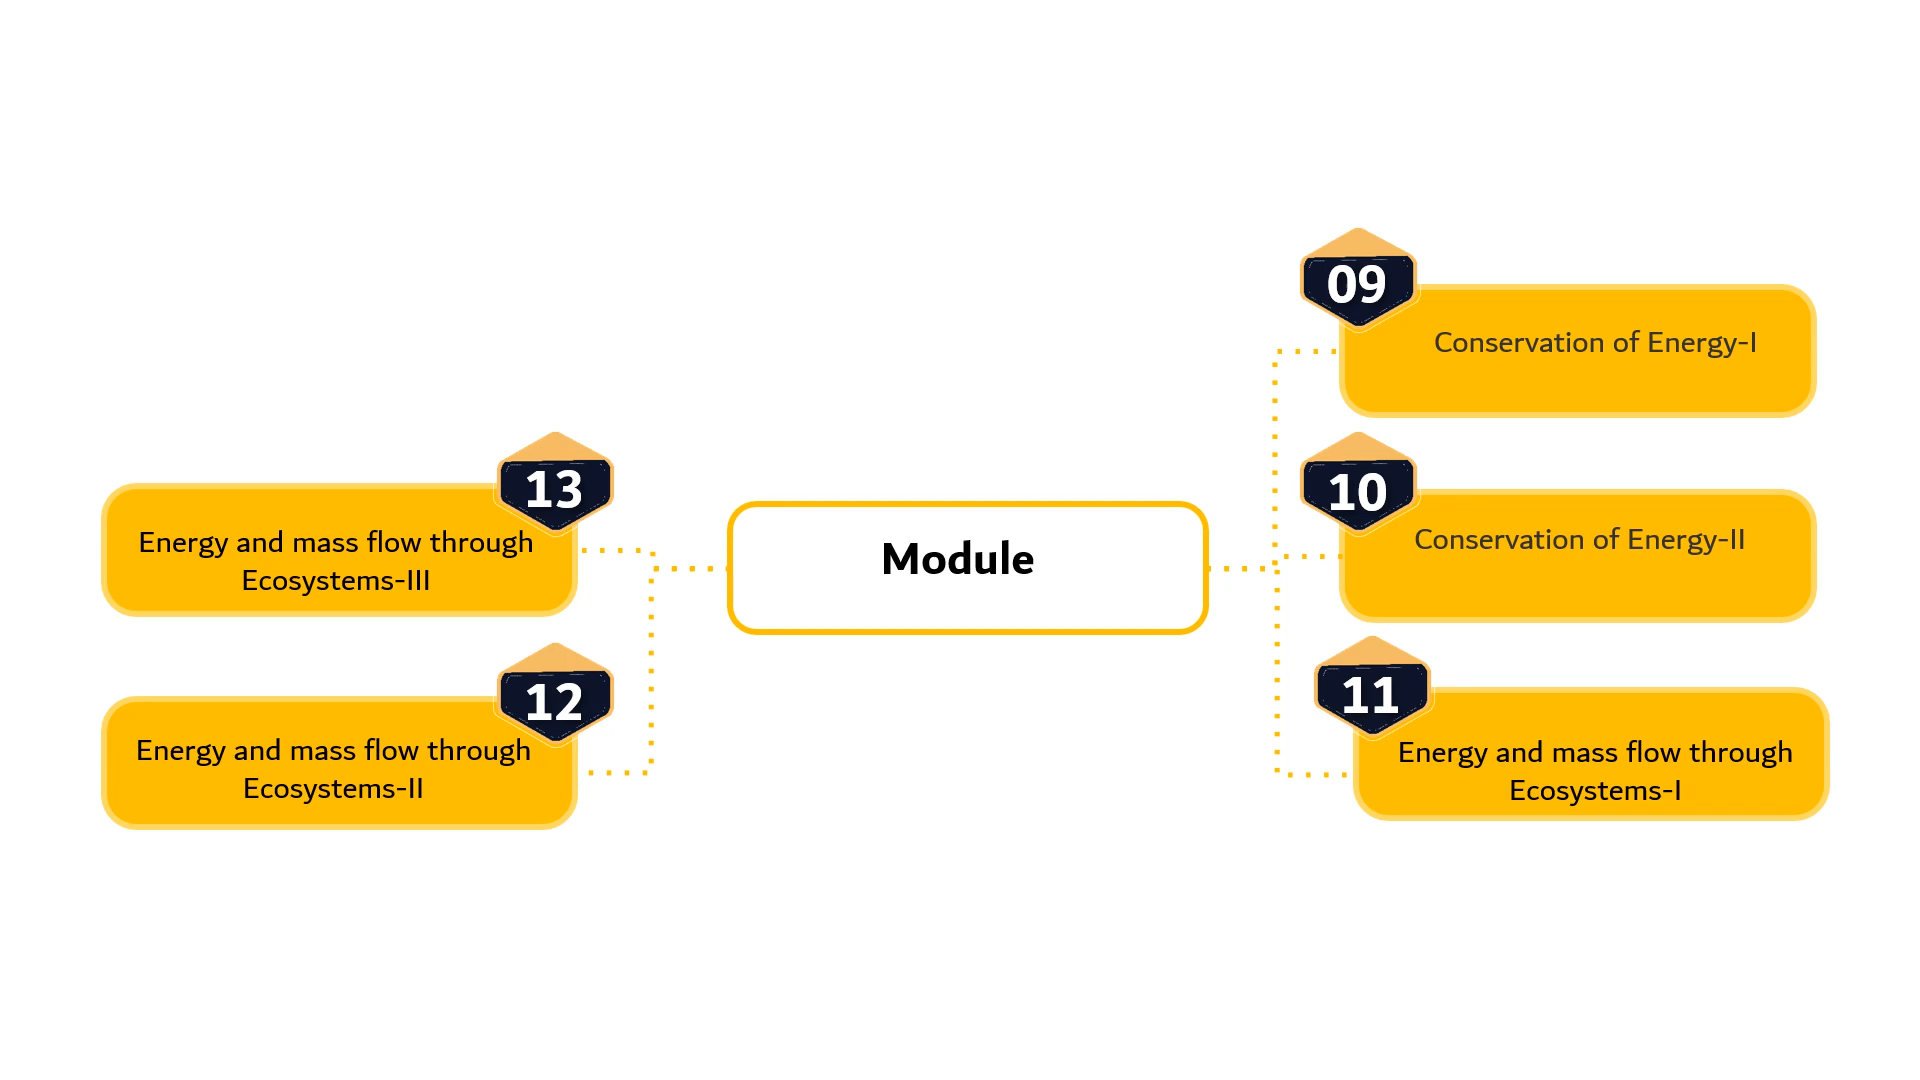 09
Conservation of Energy-I
13
10
Energy and mass flow through
Ecosystems-III
Module
Conservation of Energy-II
12
11
Energy and mass flow through
Ecosystems-II
Energy and mass flow through
Ecosystems-I